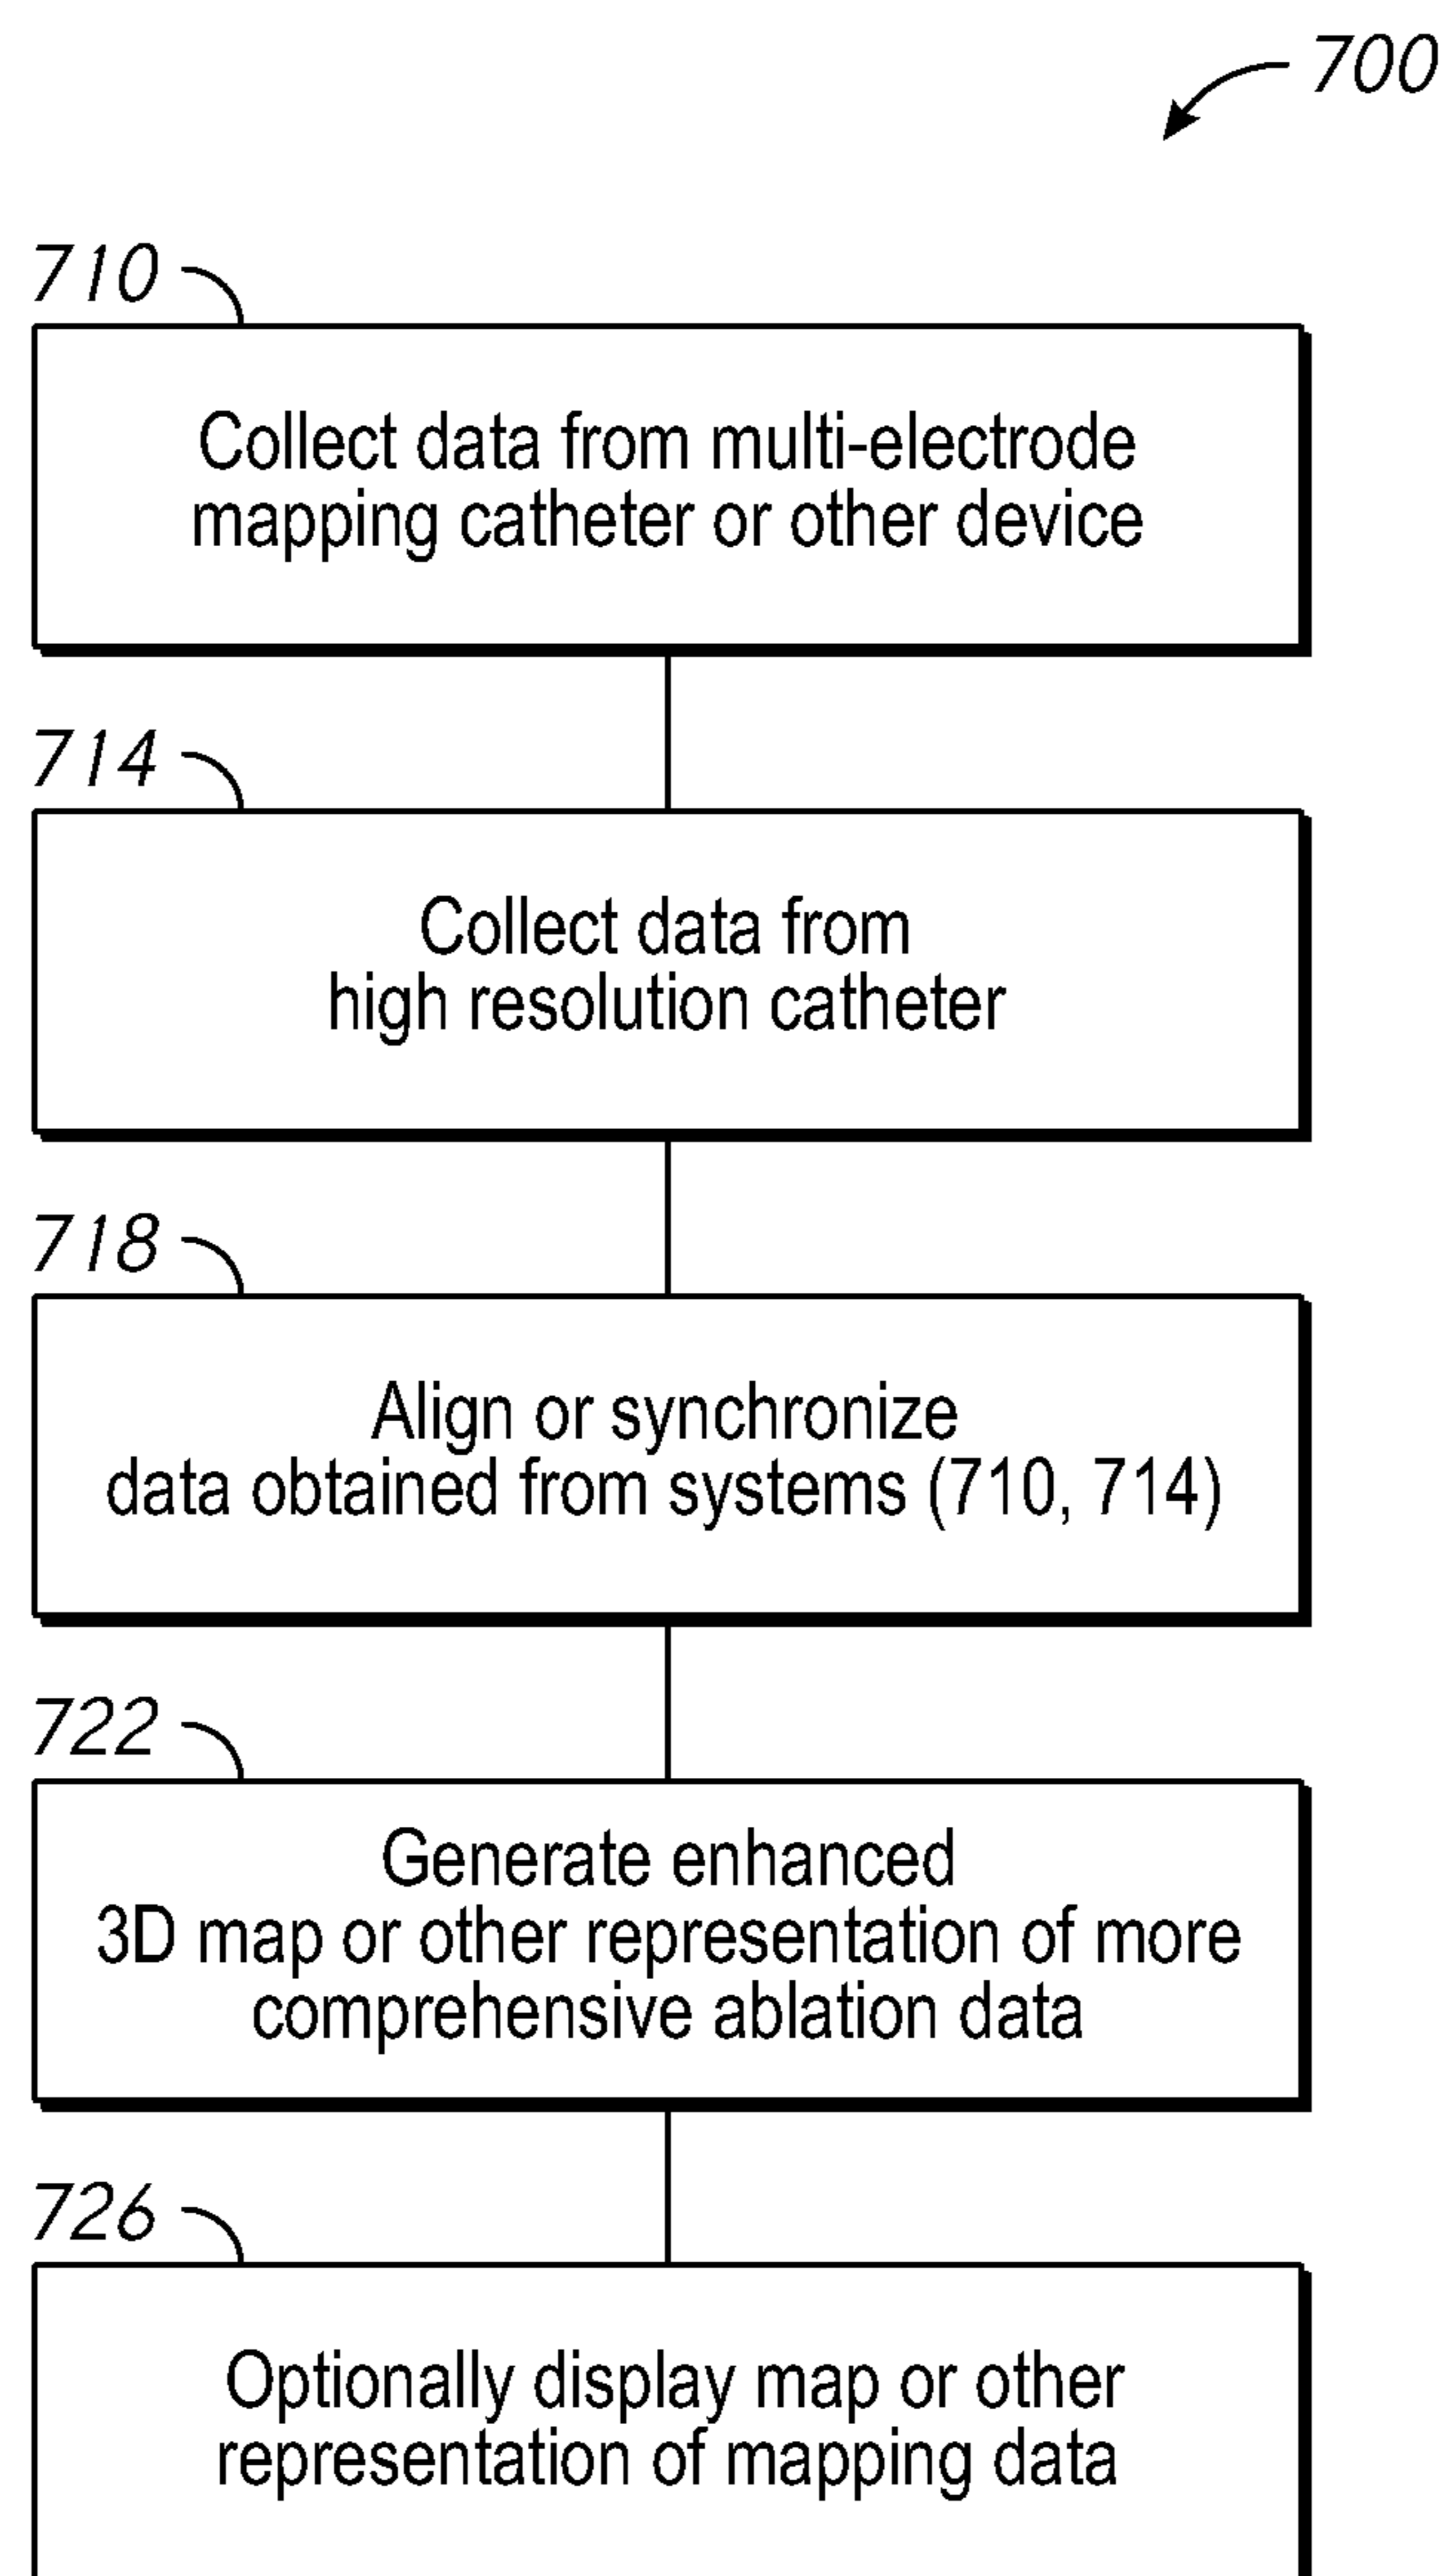 700
710
Collect data from multi-electrode
mapping catheter or other device
714
Collect data from
high resolution catheter
718
Align or synchronize
data obtained from systems (710, 714)
722
Generate enhanced
3D map or other representation of more
comprehensive ablation data
726
Optionally display map or other
representation of mapping data